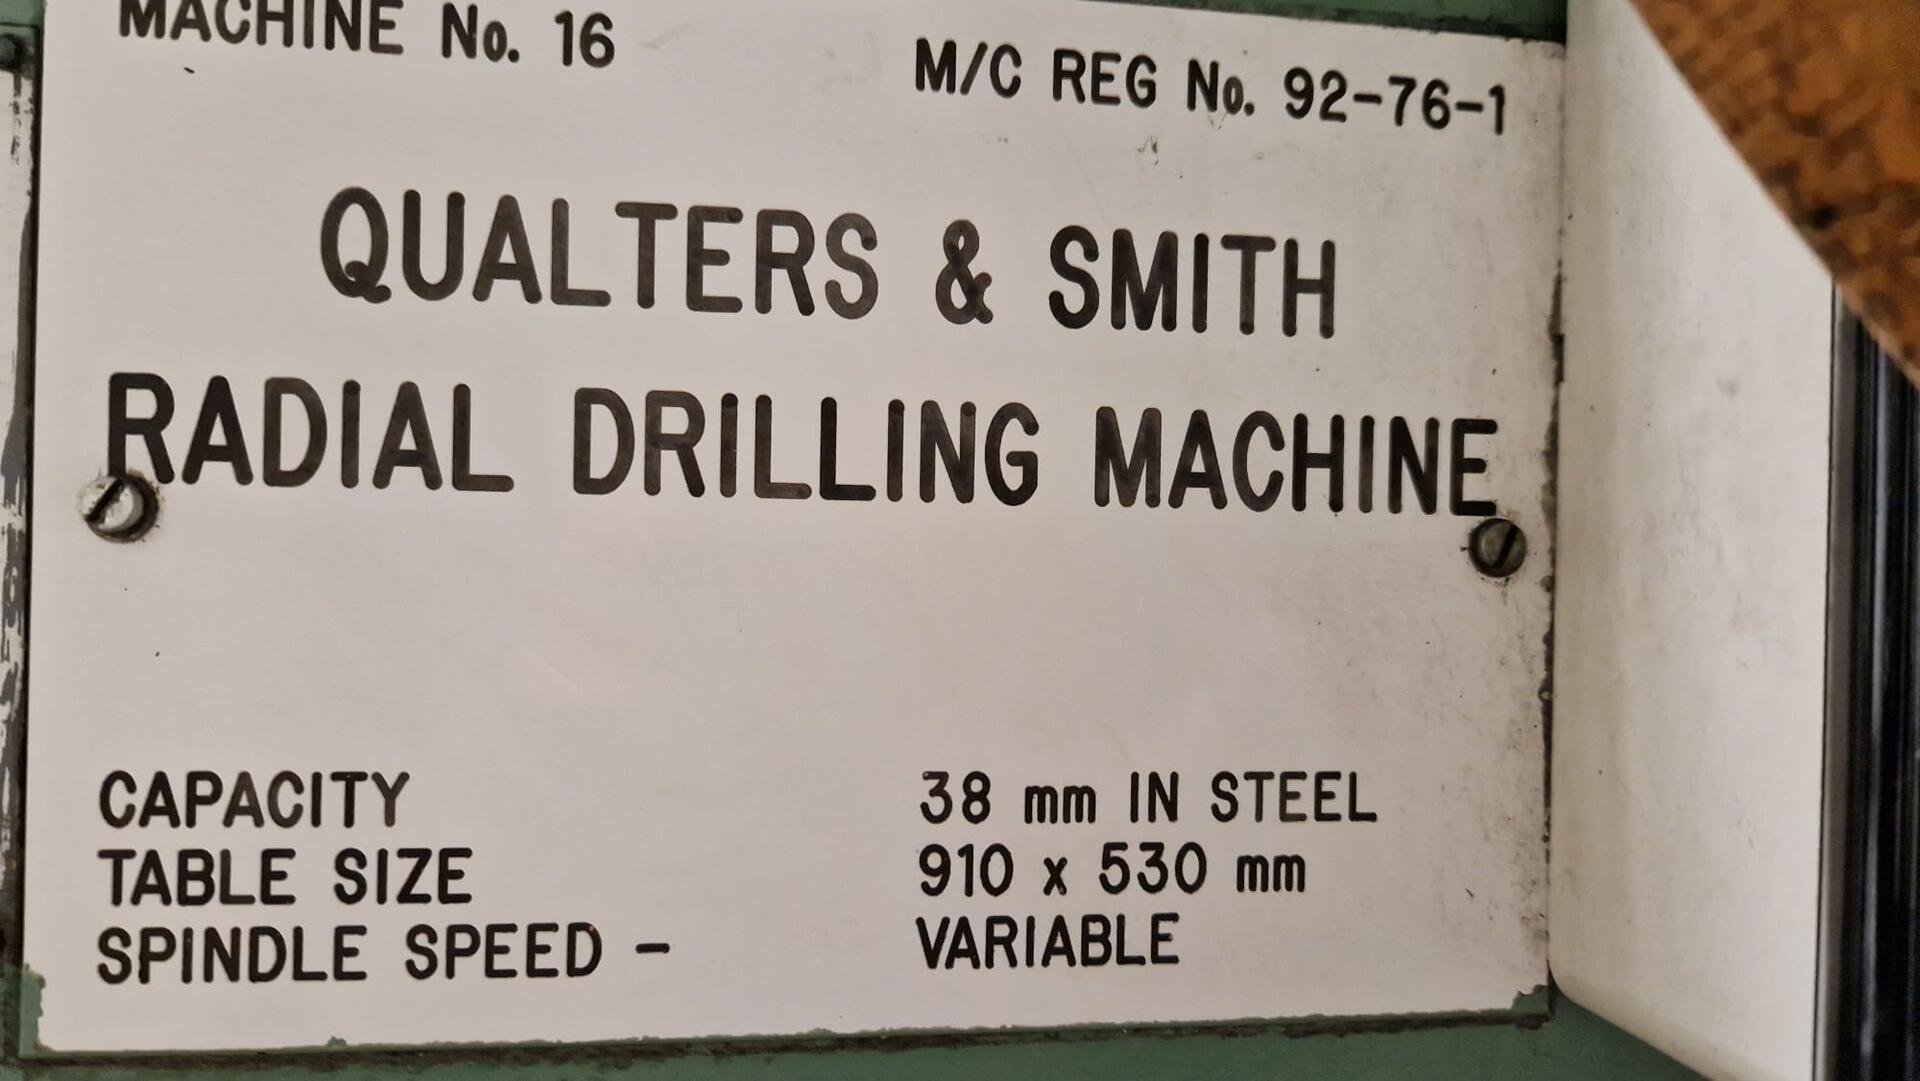 MACHINE No. 16
M/C REG No. 92-76-1
QUALTERS & SMITH
RADIAL DRILLING MACHINE
CAPACITY 38 mm IN STEEL
TABLE SIZE 910 x 530 mm
SPINDLE SPEED - VARIABLE